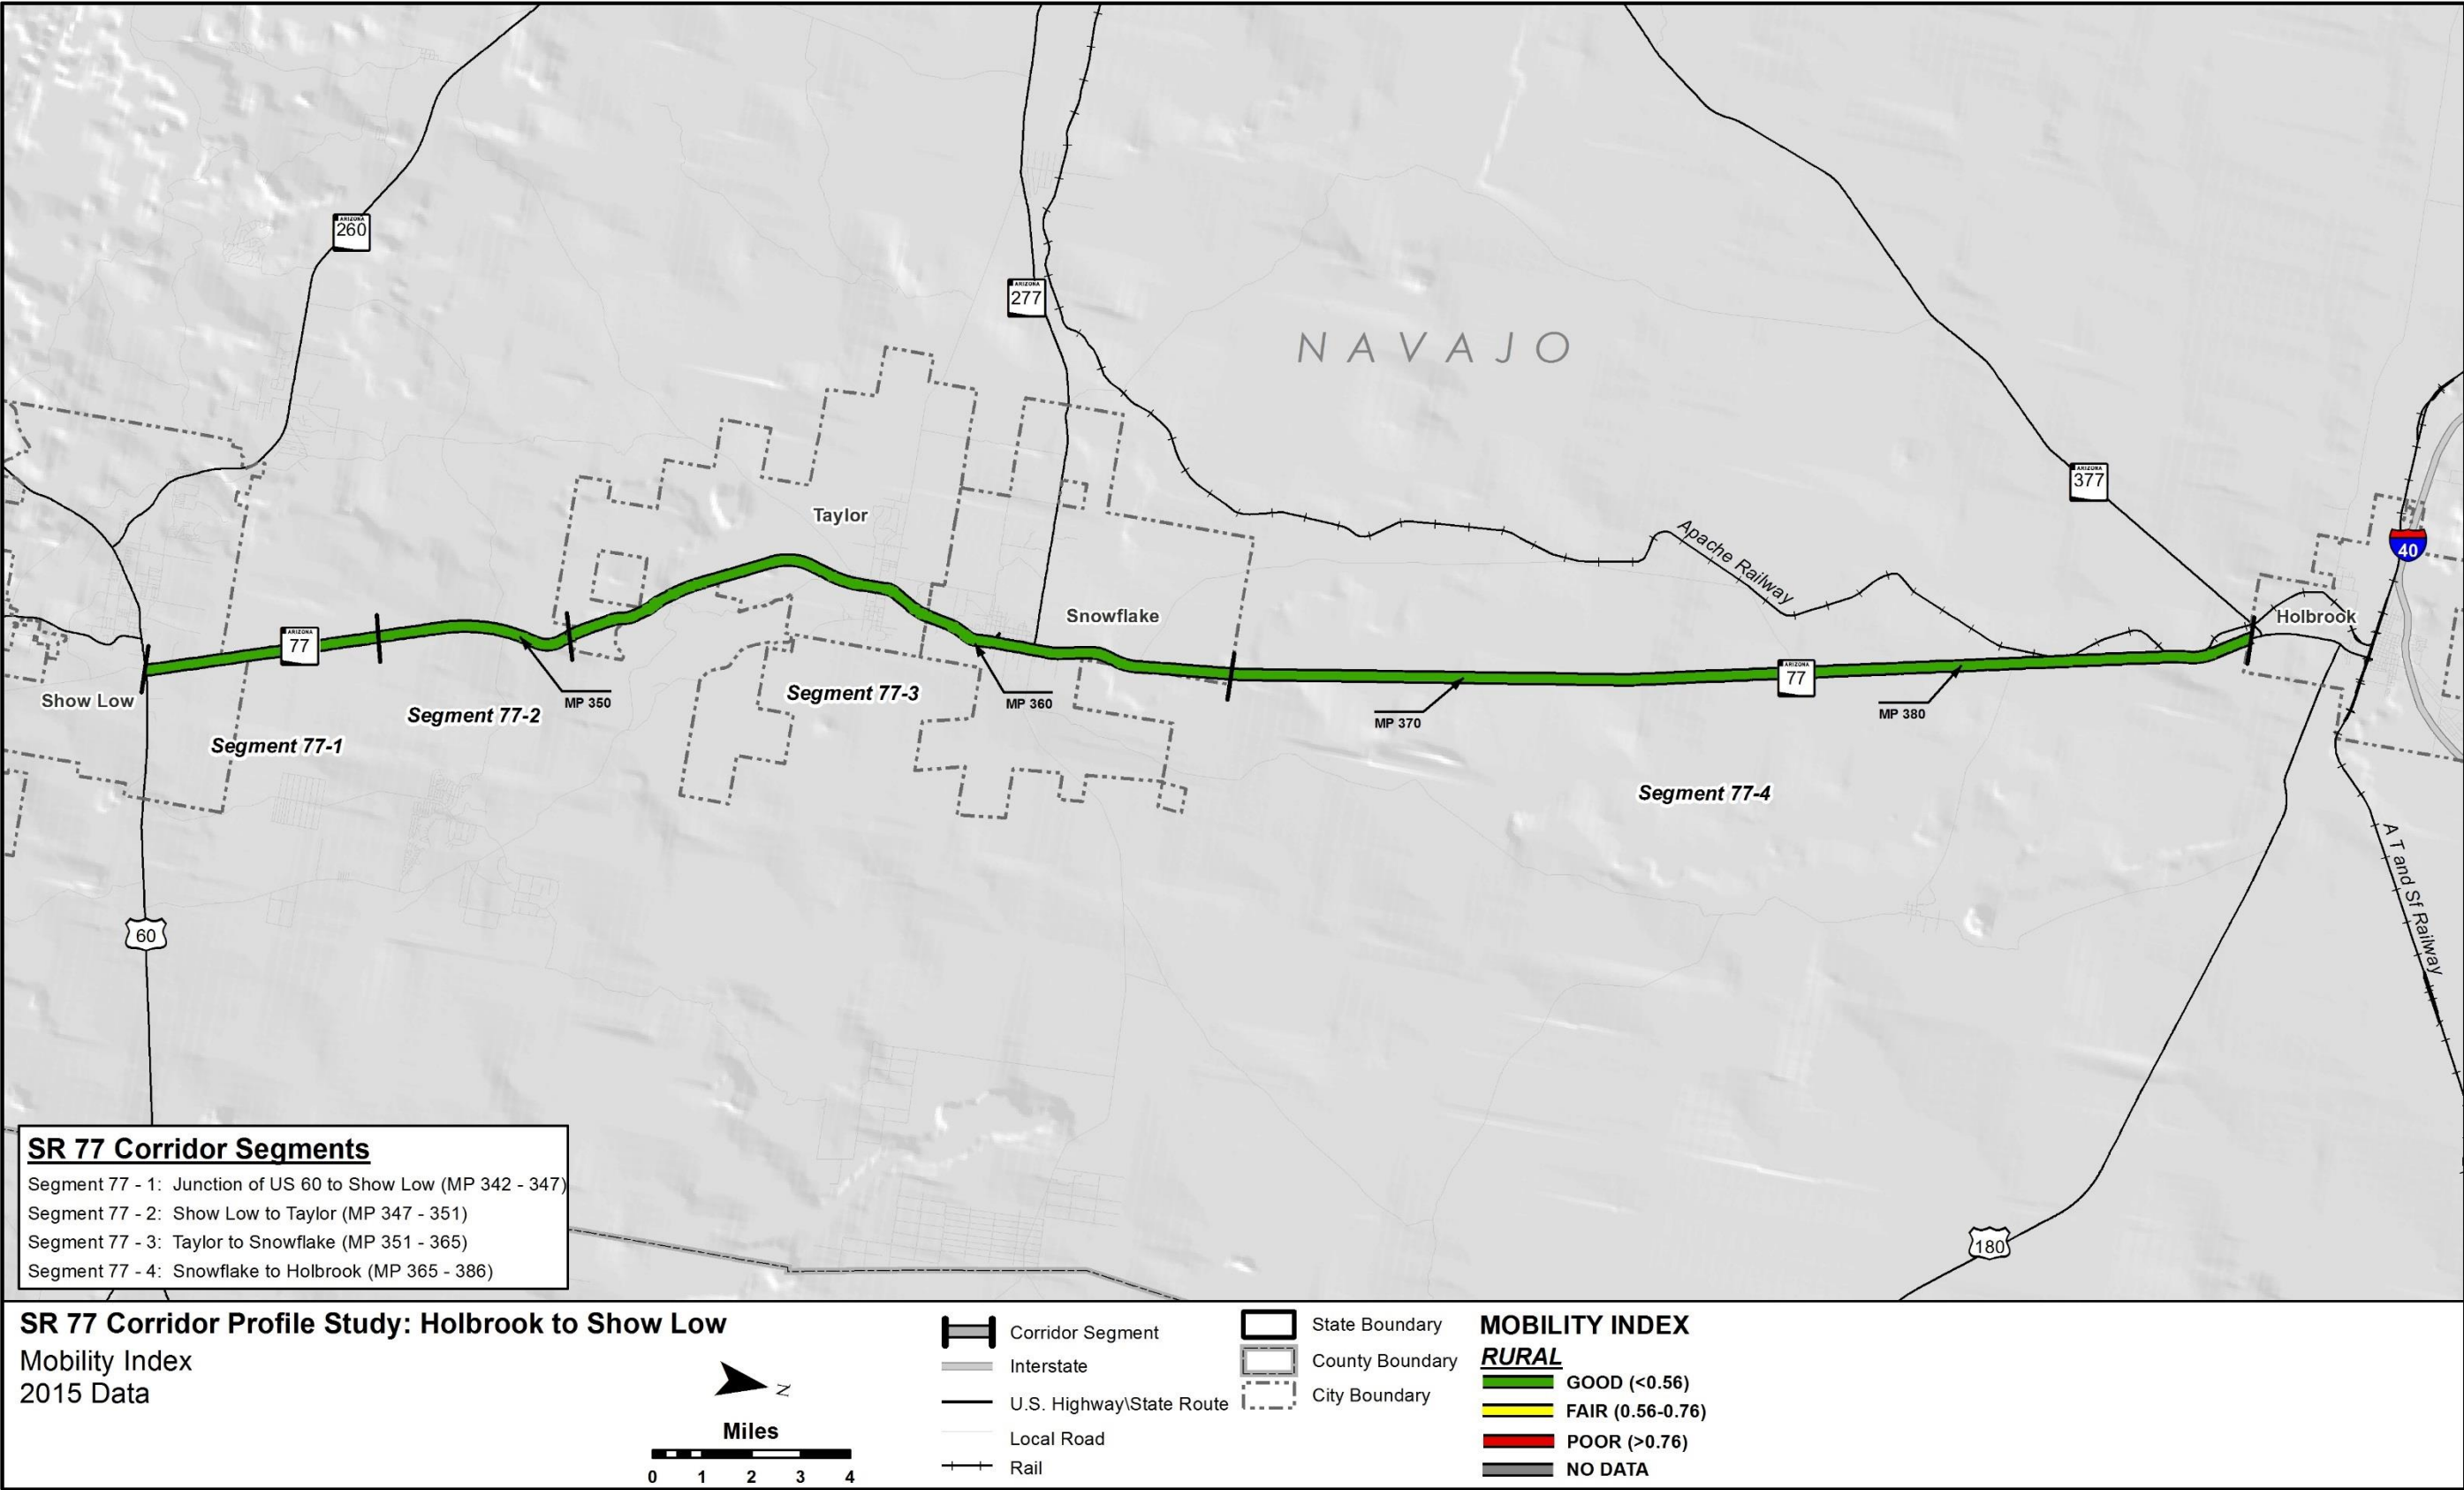 ARIZONA
260
ARIZONA
277
NAVAJO
ARIZONA
377
40
Taylor
Apache Railway
Snowflake
Holbrook
ARIZONA
77
ARIZONA
77
Show Low
Segment 77-1
Segment 77-2
MP 350
Segment 77-3
MP 360
MP 370
MP 380
Segment 77-4
A T and Sf Railway
60
180
SR 77 Corridor Segments
Segment 77 - 1: Junction of US 60 to Show Low (MP 342 - 347)
Segment 77 - 2: Show Low to Taylor (MP 347 - 351)
Segment 77 - 3: Taylor to Snowflake (MP 351 - 365)
Segment 77 - 4: Snowflake to Holbrook (MP 365 - 386)
SR 77 Corridor Profile Study: Holbrook to Show Low
Mobility Index
2015 Data
N
Miles
0 1 2 3 4
Corridor Segment
Interstate
U.S. Highway\State Route
Local Road
Rail
State Boundary
County Boundary
City Boundary
MOBILITY INDEX
RURAL
GOOD (<0.56)
FAIR (0.56-0.76)
POOR (>0.76)
NO DATA